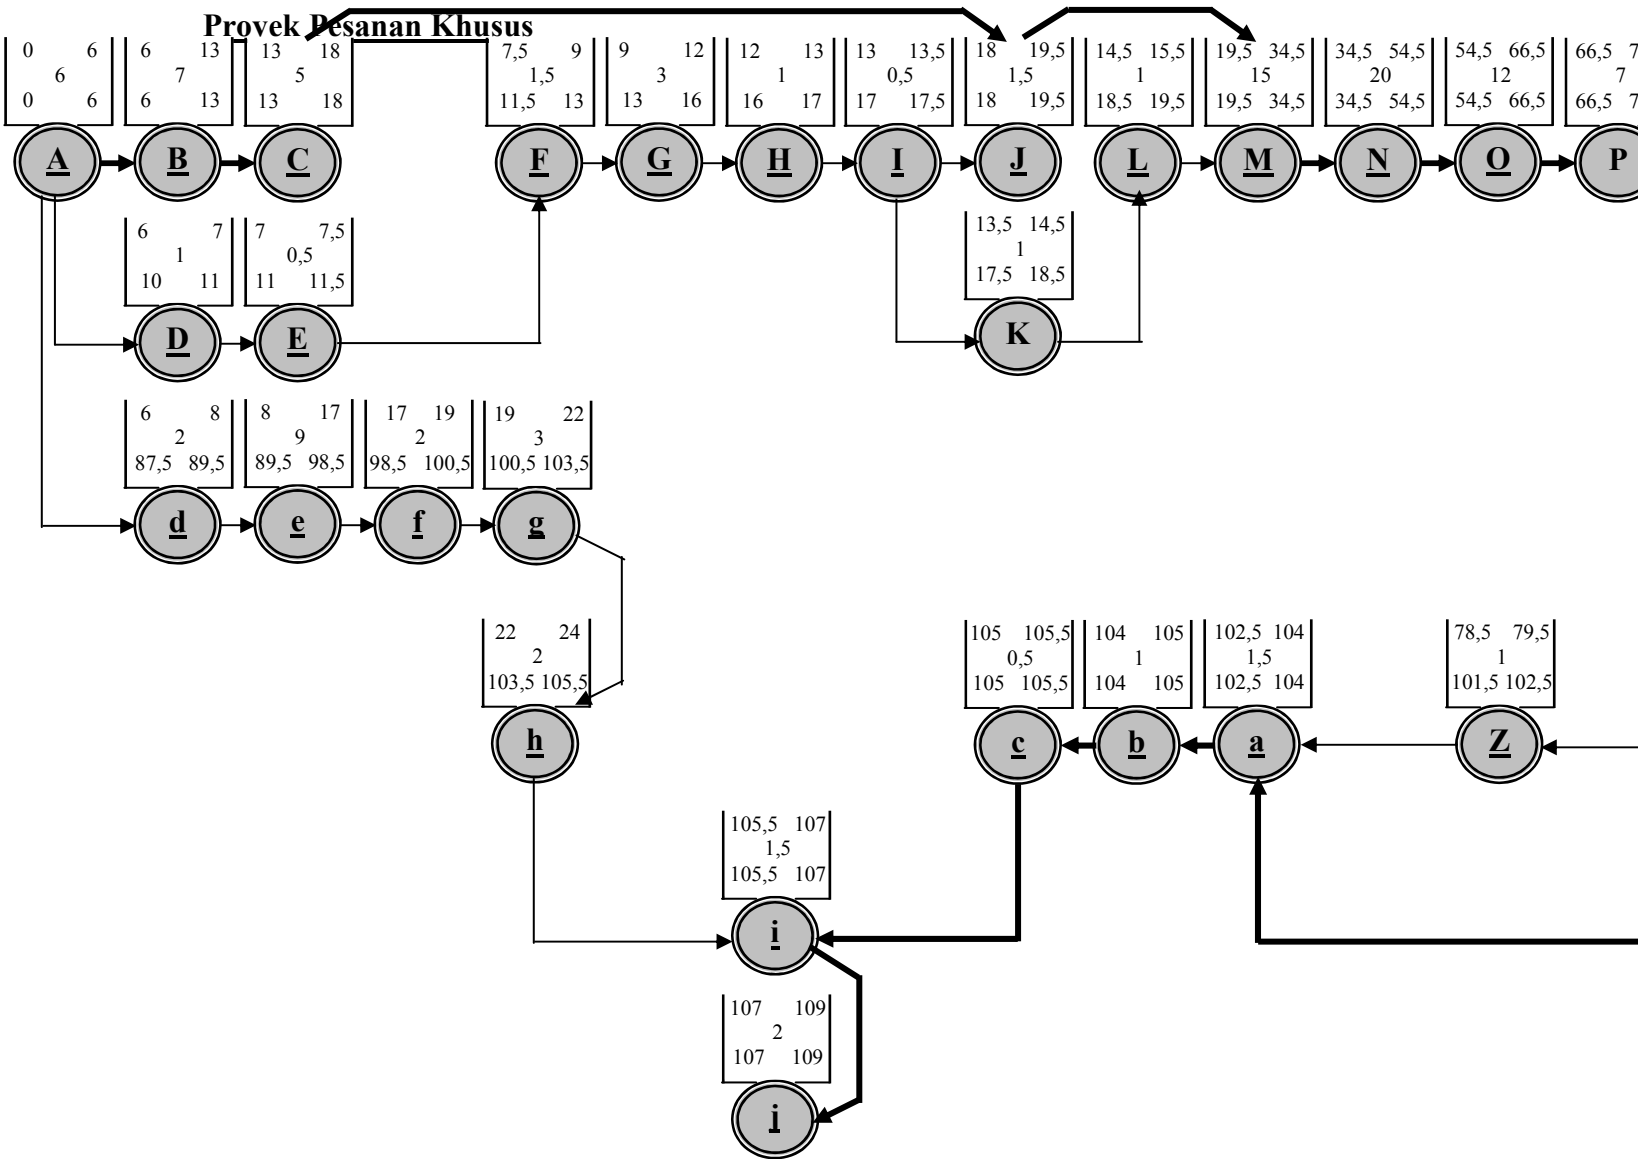 Provek Pesanan Khusus
0 6 6 13 13 18 7,5 9 9 12 12 13 13 13,5 18 19,5 14,5 15,5 19,5 34,5 34,5 54,5 54,5 66,5 66,5 7
6 7 5 1,5 3 1 0,5 1,5 1 15 20 12 7
0 6 6 13 13 18 11,5 13 13 16 16 17 17 17,5 18 19,5 18,5 19,5 19,5 34,5 34,5 54,5 54,5 66,5 66,5 7
A B C F G H I J L M N O P
6 7 7 7,5 13,5 14,5
1 0,5 1
10 11 11 11,5 17,5 18,5
D E K
6 8 8 17 17 19 19 22
2 9 2 3
87,5 89,5 89,5 98,5 98,5 100,5 100,5 103,5
d e f g
22 24 105 105,5 104 105 102,5 104 78,5 79,5
2 0,5 1 1,5 1
103,5 105,5 105 105,5 104 105 102,5 104 101,5 102,5
h c b a Z
105,5 107
1,5
105,5 107
i
107 109
2
107 109
j